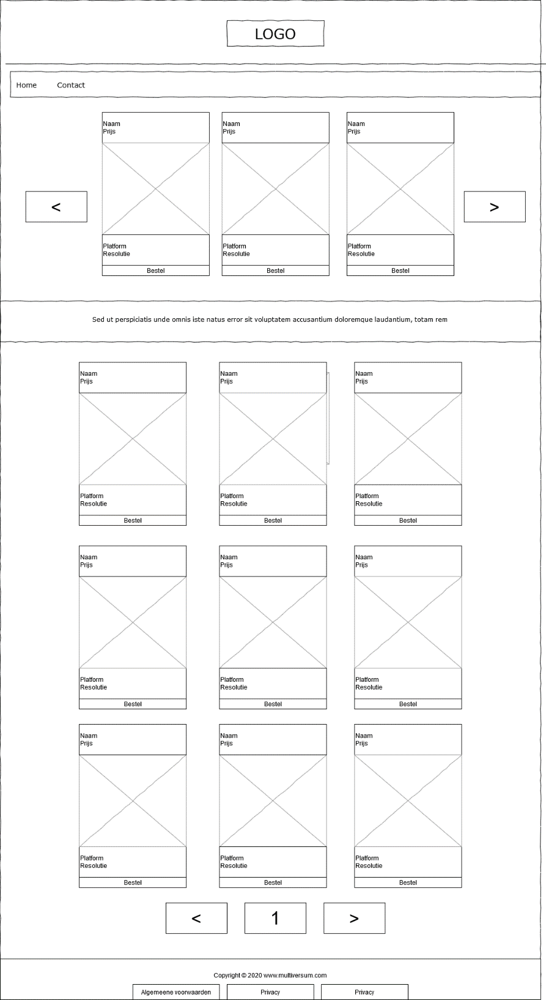 LOGO
Home Contact
Naam Naam Naam
Prijs Prijs Prijs
< >
Platform Platform Platform
Resolutie Resolutie Resolutie
Bestel Bestel Bestel
Sed ut perspiciatis unde omnis iste natus error sit voluptatem accusantium doloremque laudantium, totam rem
Naam Naam Naam
Prijs Prijs Prijs
Platform Platform Platform
Resolutie Resolutie Resolutie
Bestel Bestel Bestel
Naam Naam Naam
Prijs Prijs Prijs
Platform Platform Platform
Resolutie Resolutie Resolutie
Bestel Bestel Bestel
Naam Naam Naam
Prijs Prijs Prijs
Platform Platform Platform
Resolutie Resolutie Resolutie
Bestel Bestel Bestel
< 1 >
Copyright © 2020 www.multiversum.com
Algemeene voorwaarden Privacy Privacy